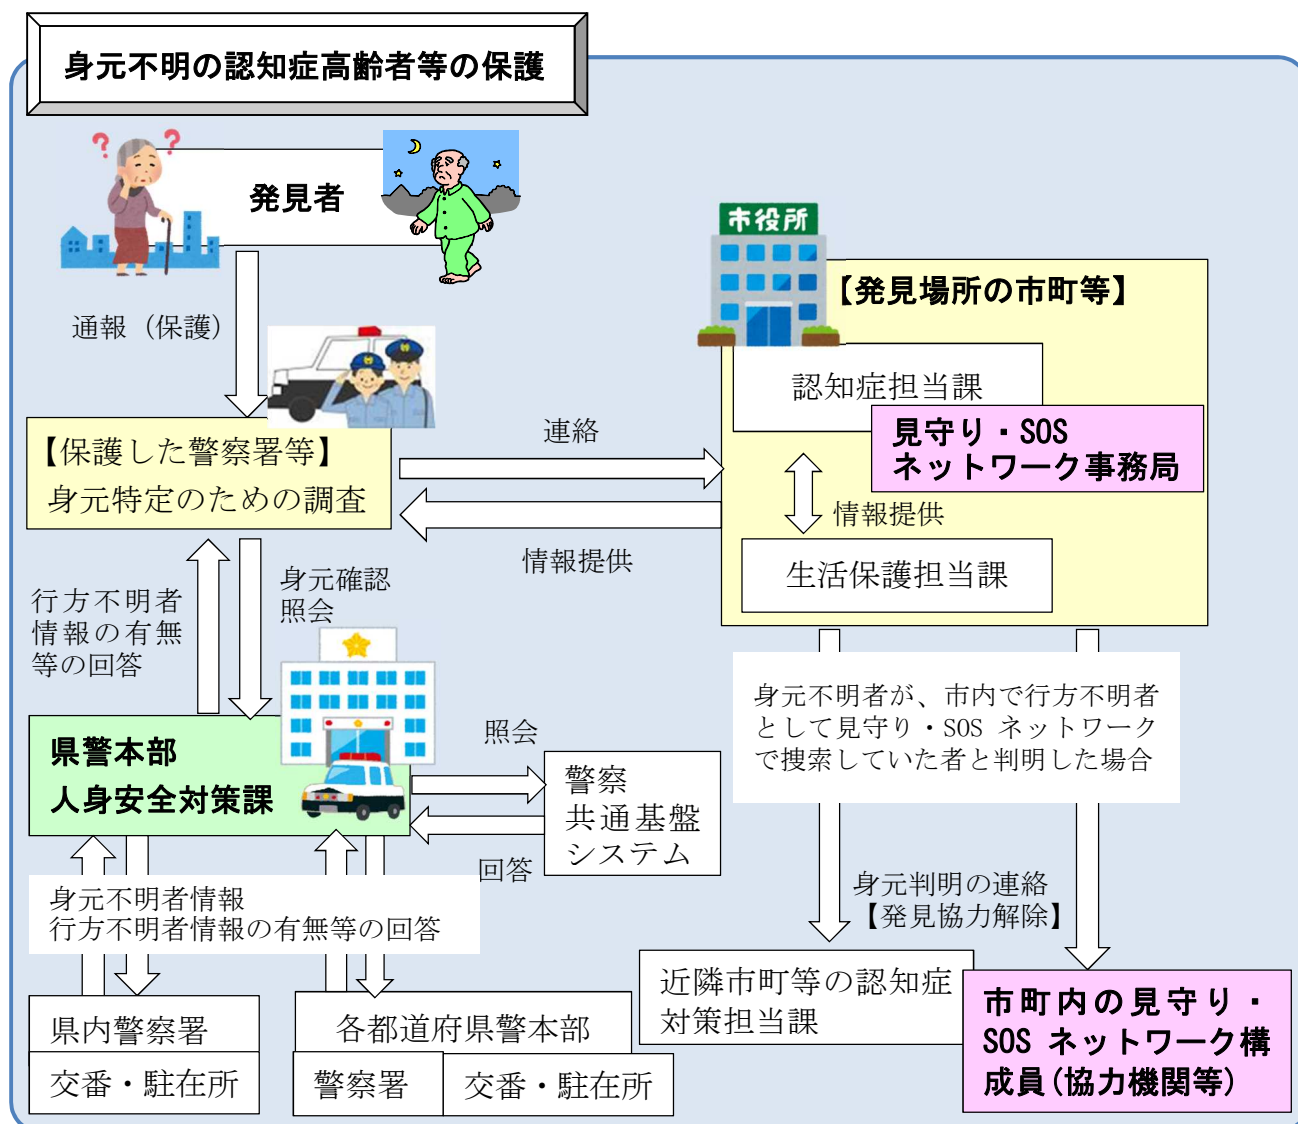 身元不明の認知症高齢者等の保護
? ?
発見者
通報（保護）
市役所
【発見場所の市町等】
認知症担当課
見守り・SOS
ネットワーク事務局
情報提供
生活保護担当課
連絡
情報提供
【保護した警察署等】
身元特定のための調査
行方不明者
情報の有無
等の回答
身元確認
照会
県警本部
人身安全対策課
照会
回答
警察
共通基盤
システム
身元不明者が、市内で行方不明者
として見守り・SOS ネットワーク
で捜索していた者と判明した場合
身元不明者情報
行方不明者情報の有無等の回答
身元判明の連絡
【発見協力解除】
県内警察署
交番・駐在所
各都道府県警本部
警察署
交番・駐在所
近隣市町等の認知症
対策担当課
市町内の見守り・
SOS ネットワーク構
成員(協力機関等)